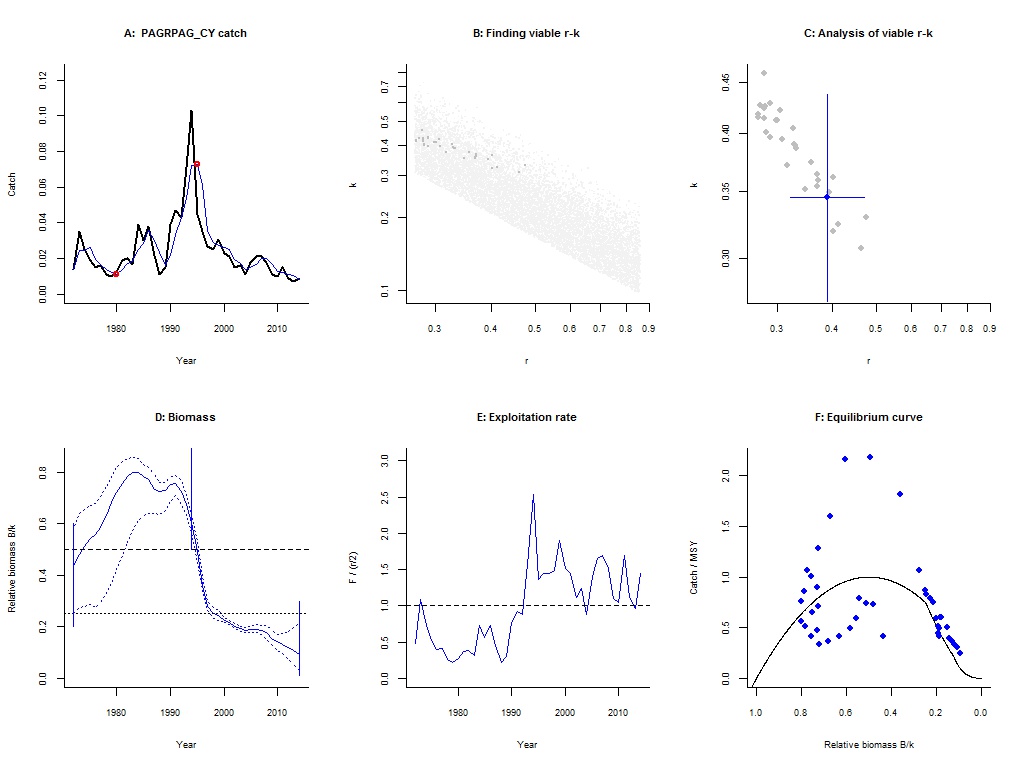 A:  PAGRPAG_CY catch
Catch
0.00 0.02 0.04 0.06 0.08 0.10 0.12
1980 1990 2000 2010
Year
B: Finding viable r-k
k
0.1 0.2 0.3 0.4 0.5 0.7
0.3 0.4 0.5 0.6 0.7 0.8 0.9
r
C: Analysis of viable r-k
k
0.30 0.35 0.40 0.45
0.3 0.4 0.5 0.6 0.7 0.8 0.9
r
D: Biomass
Relative biomass B/k
0.0 0.2 0.4 0.6 0.8
1980 1990 2000 2010
Year
E: Exploitation rate
F / (r/2)
0.0 0.5 1.0 1.5 2.0 2.5 3.0
1980 1990 2000 2010
Year
F: Equilibrium curve
Catch / MSY
0.0 0.5 1.0 1.5 2.0
1.0 0.8 0.6 0.4 0.2 0.0
Relative biomass B/k